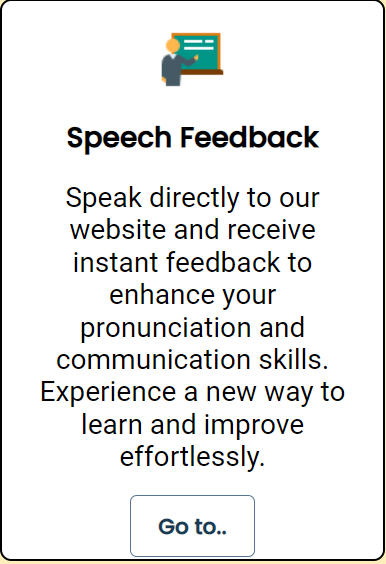 Speech Feedback
Speak directly to our
website and receive
instant feedback to
enhance your
pronunciation and
communication skills.
Experience a new way to
learn and improve
effortlessly.
Go to..